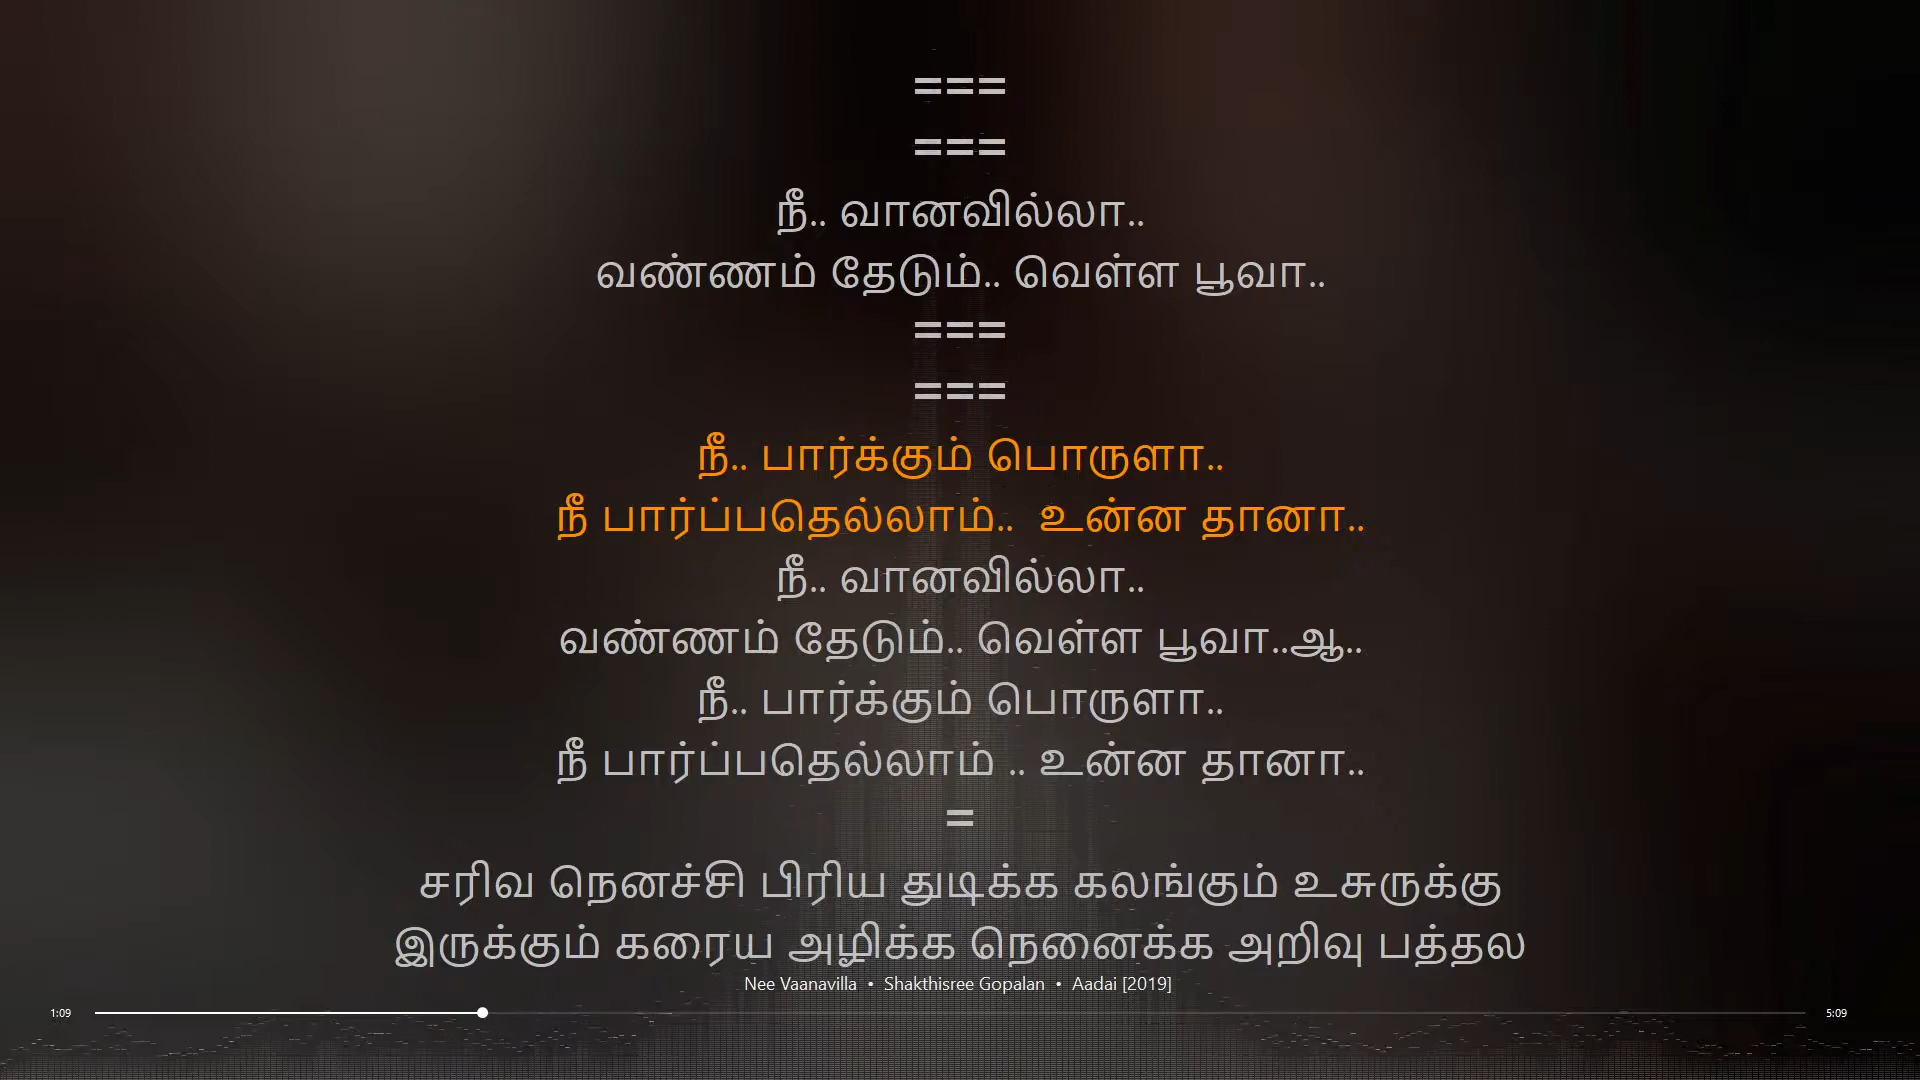 ===
===
நீ.. வானவில்லா..
வண்ணம் தேடும்.. வெள்ள பூவா..
===
===
நீ.. பார்க்கும் பொருளா..
நீ பார்ப்பதெல்லாம்..  உன்ன தானா..
நீ.. வானவில்லா..
வண்ணம் தேடும்.. வெள்ள பூவா..ஆ..
நீ.. பார்க்கும் பொருளா..
நீ பார்ப்பதெல்லாம் .. உன்ன தானா..
=
சரிவ நெனச்சி பிரிய துடிக்க கலங்கும் உசுருக்கு
இருக்கும் கரைய அழிக்க நெனைக்க அறிவு பத்தல
Nee Vaanavilla • Shakthisree Gopalan • Aadai [2019]
1:09 5:09